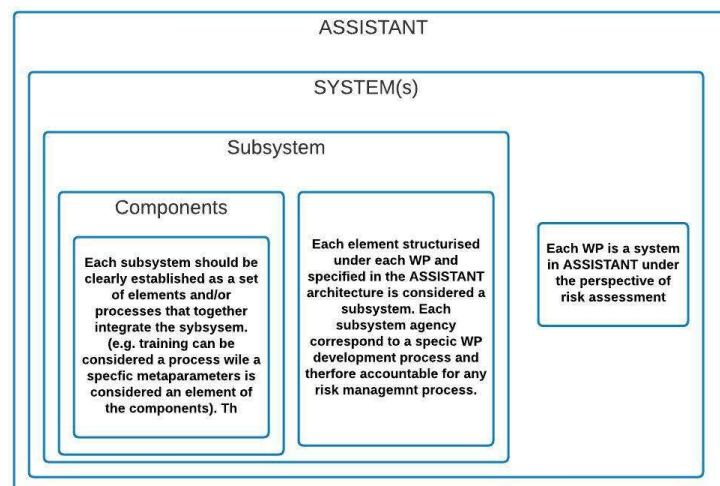 ASSISTANT
SYSTEM(s)
Subsystem
Components
Each subsystem should be
clearly established as a set
of elements and/or
processes that together
integrate the sybsysem.
(e.g. training can be
considered a process wile a
specfic metaparameters is
considered an element of
the components). Th
Each element structurised
under each WP and
specified in the ASSISTANT
architecture is considered a
subsystem. Each
subsystem agency
correspond to a specic WP
development process and
therfore accountable for any
risk managemnt process.
Each WP is a system
in ASSISTANT under
the perspective of
risk assessment